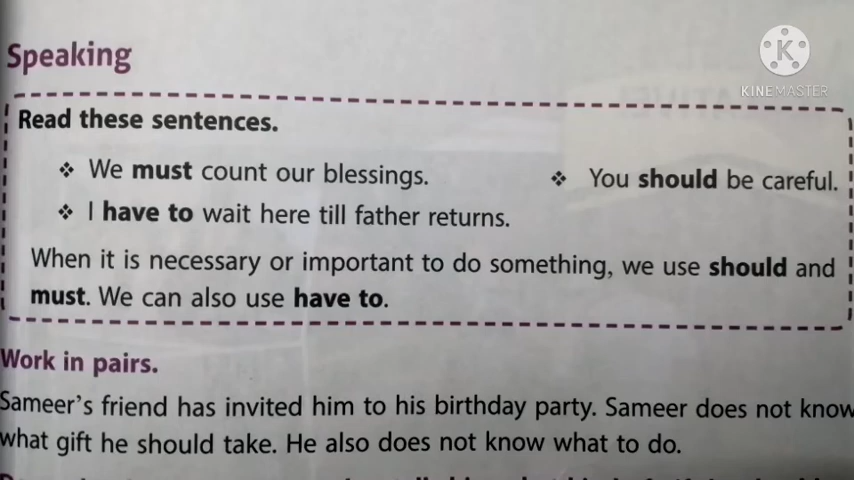 Speaking
K
KINEMASTER
Read these sentences.
❖ We must count our blessings.
❖ You should be careful.
❖ I have to wait here till father returns.
When it is necessary or important to do something, we use should and
must. We can also use have to.
Work in pairs.
Sameer's friend has invited him to his birthday party. Sameer does not know
what gift he should take. He also does not know what to do.